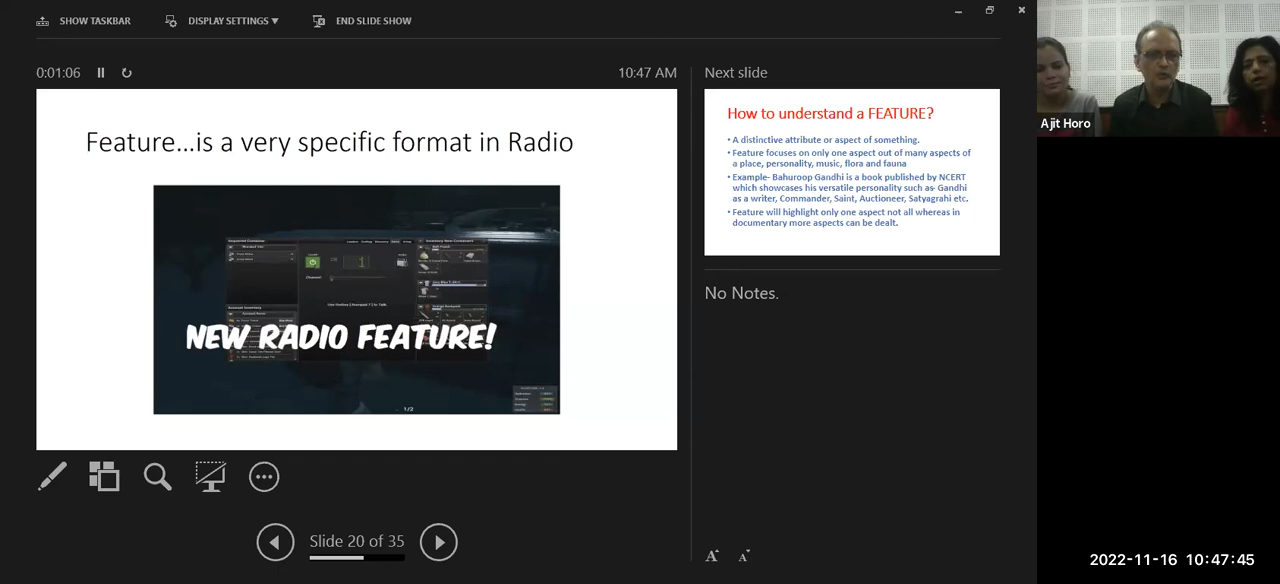 SHOW TASKBAR
DISPLAY SETTINGS ▼
END SLIDE SHOW
0:01:06
10:47 AM
Feature...is a very specific format in Radio
1
NEW RADIO FEATURE!
1/2
Next slide
How to understand a FEATURE?
• A distinctive attribute or aspect of something.
• Feature focuses on only one aspect out of many aspects of
a place, personality, music, flora and fauna
• Example- Bahuroop Gandhi is a book published by NCERT
which showcases his versatile personality such as- Gandhi
as a writer, Commander, Saint, Auctioneer, Satyagrahi etc.
• Feature will highlight only one aspect not all whereas in
documentary more aspects can be dealt.
No Notes.
Slide 20 of 35
A A
Ajit Horo
2022-11-16 10:47:45